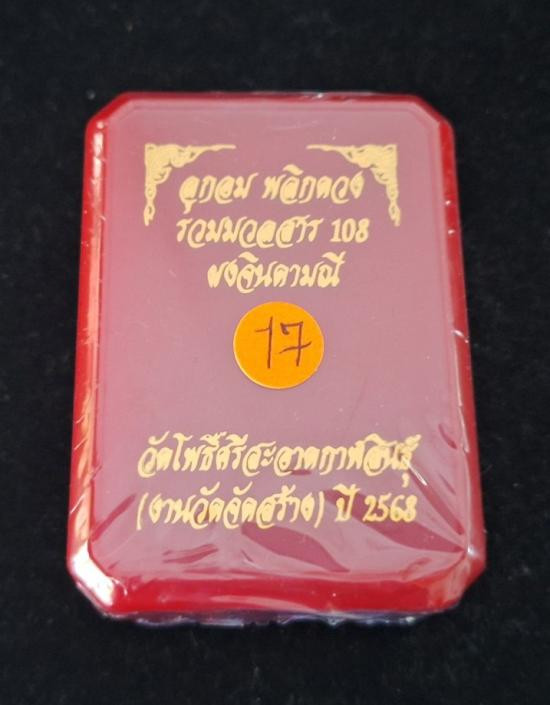 ลูกอม พลิกดวง
รวมมวลสาร 108
ผงจินดามณี
17
วัดโพธิ์ศรีสะอาดกาฬสินธุ์
(งานวัดจัดสร้าง) ปี 2568